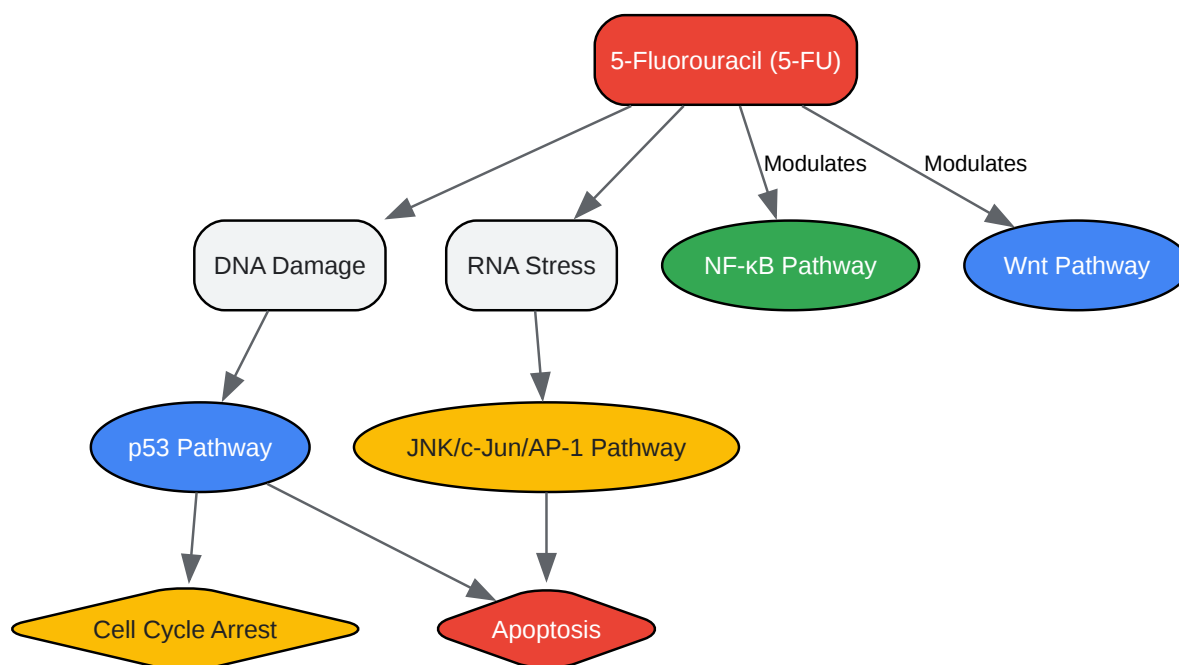 5-Fluorouracil (5-FU)
Modulates
Modulates
DNA Damage
RNA Stress
NF-κB Pathway
Wnt Pathway
p53 Pathway
JNK/c-Jun/AP-1 Pathway
Cell Cycle Arrest
Apoptosis